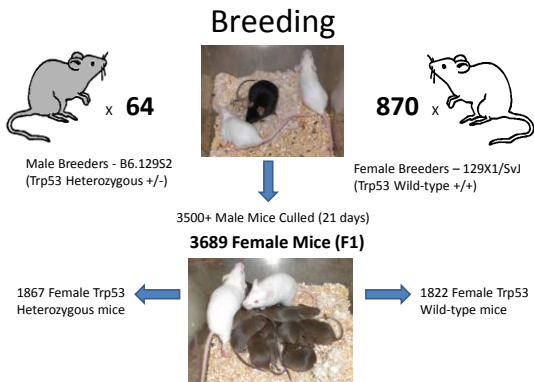 Breeding
x 64
870 x
Male Breeders - B6.129S2
(Trp53 Heterozygous +/-)
Female Breeders – 129X1/SvJ
(Trp53 Wild-type +/+)
3500+ Male Mice Culled (21 days)
3689 Female Mice (F1)
1867 Female Trp53
Heterozygous mice
1822 Female Trp53
Wild-type mice